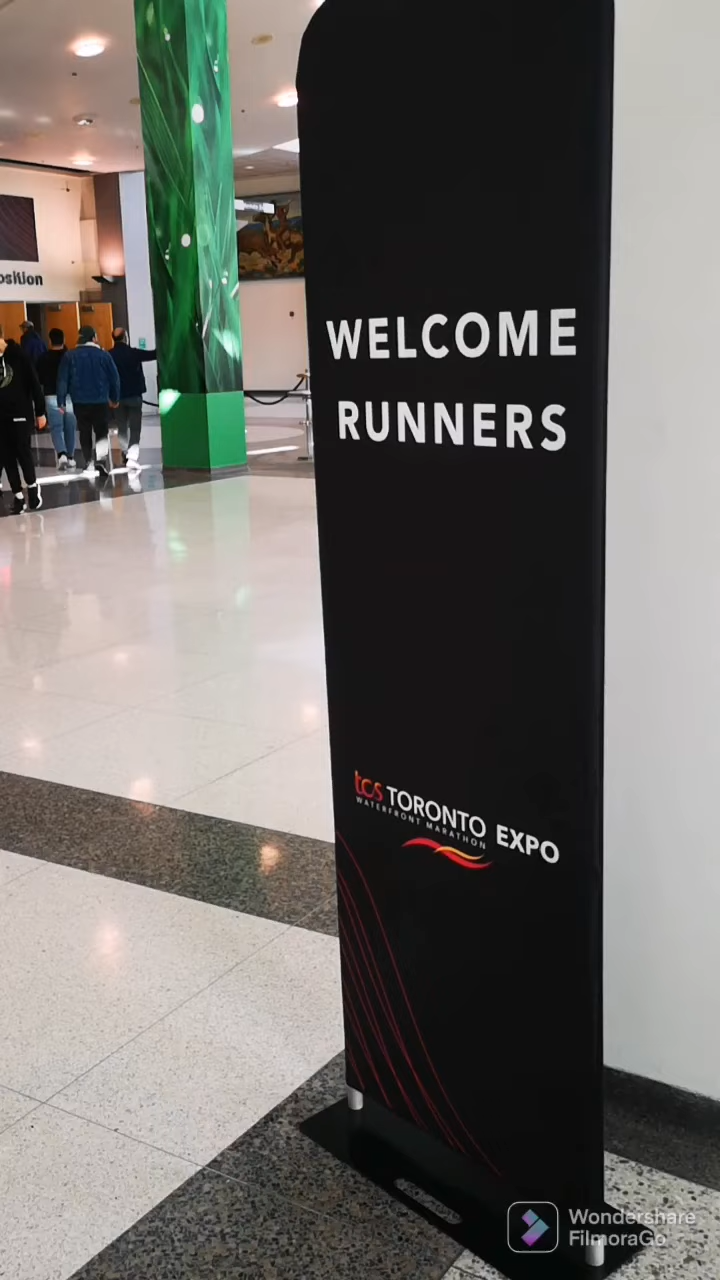 osition
WELCOME
RUNNERS
tcs TORONTO EXPO
WATERFRONT MARATHON
Wondershare
FilmoraGo